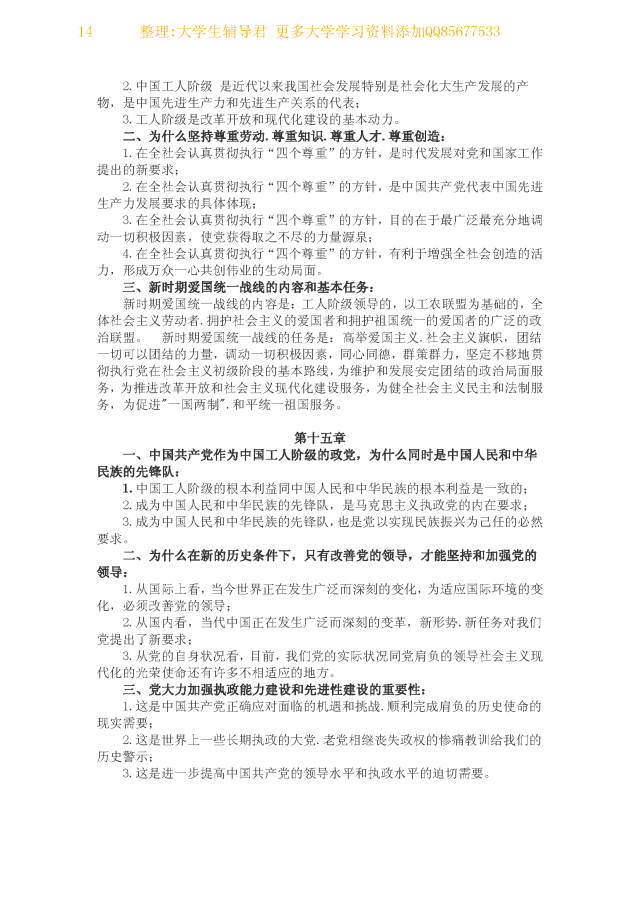 14 整理:大学生辅导君 更多大学学习资料添加QQ85677533
2.中国工人阶级 是近代以来我国社会发展特别是社会化大生产发展的产
物，是中国先进生产力和先进生产关系的代表；
3.工人阶级是改革开放和现代化建设的基本动力。
二、为什么坚持尊重劳动.尊重知识.尊重人才.尊重创造：
1.在全社会认真贯彻执行“四个尊重”的方针，是时代发展对党和国家工作
提出的新要求；
2.在全社会认真贯彻执行“四个尊重”的方针，是中国共产党代表中国先进
生产力发展要求的具体体现；
3.在全社会认真贯彻执行“四个尊重”的方针，目的在于最广泛最充分地调
动一切积极因素，使党获得取之不尽的力量源泉；
4.在全社会认真贯彻执行“四个尊重”的方针，有利于增强全社会创造的活
力，形成万众一心共创伟业的生动局面。
三、新时期爱国统一战线的内容和基本任务：
新时期爱国统一战线的内容是：工人阶级领导的，以工农联盟为基础的，全
体社会主义劳动者.拥护社会主义的爱国者和拥护祖国统一的爱国者的广泛的政
治联盟。 新时期爱国统一战线的任务是：高举爱国主义.社会主义旗帜，团结
一切可以团结的力量，调动一切积极因素，同心同德，群策群力，坚定不移地贯
彻执行党在社会主义初级阶段的基本路线，为维护和发展安定团结的政治局面服
务，为推进改革开放和社会主义现代化建设服务，为健全社会主义民主和法制服
务，为促进"一国两制".和平统一祖国服务。
第十五章
一、中国共产党作为中国工人阶级的政党，为什么同时是中国人民和中华
民族的先锋队：
1.中国工人阶级的根本利益同中国人民和中华民族的根本利益是一致的；
2.成为中国人民和中华民族的先锋队，是马克思主义执政党的内在要求；
3.成为中国人民和中华民族的先锋队，也是党以实现民族振兴为己任的必然
要求。
二、为什么在新的历史条件下，只有改善党的领导，才能坚持和加强党的
领导：
1.从国际上看，当今世界正在发生广泛而深刻的变化，为适应国际环境的变
化，必须改善党的领导；
2.从国内看，当代中国正在发生广泛而深刻的变革，新形势.新任务对我们
党提出了新要求；
3.从党的自身状况看，目前，我们党的实际状况同党肩负的领导社会主义现
代化的光荣使命还有许多不相适应的地方。
三、党大力加强执政能力建设和先进性建设的重要性：
1.这是中国共产党正确应对面临的机遇和挑战.顺利完成肩负的历史使命的
现实需要；
2.这是世界上一些长期执政的大党.老党相继丧失政权的惨痛教训给我们的
历史警示；
3.这是进一步提高中国共产党的领导水平和执政水平的迫切需要。